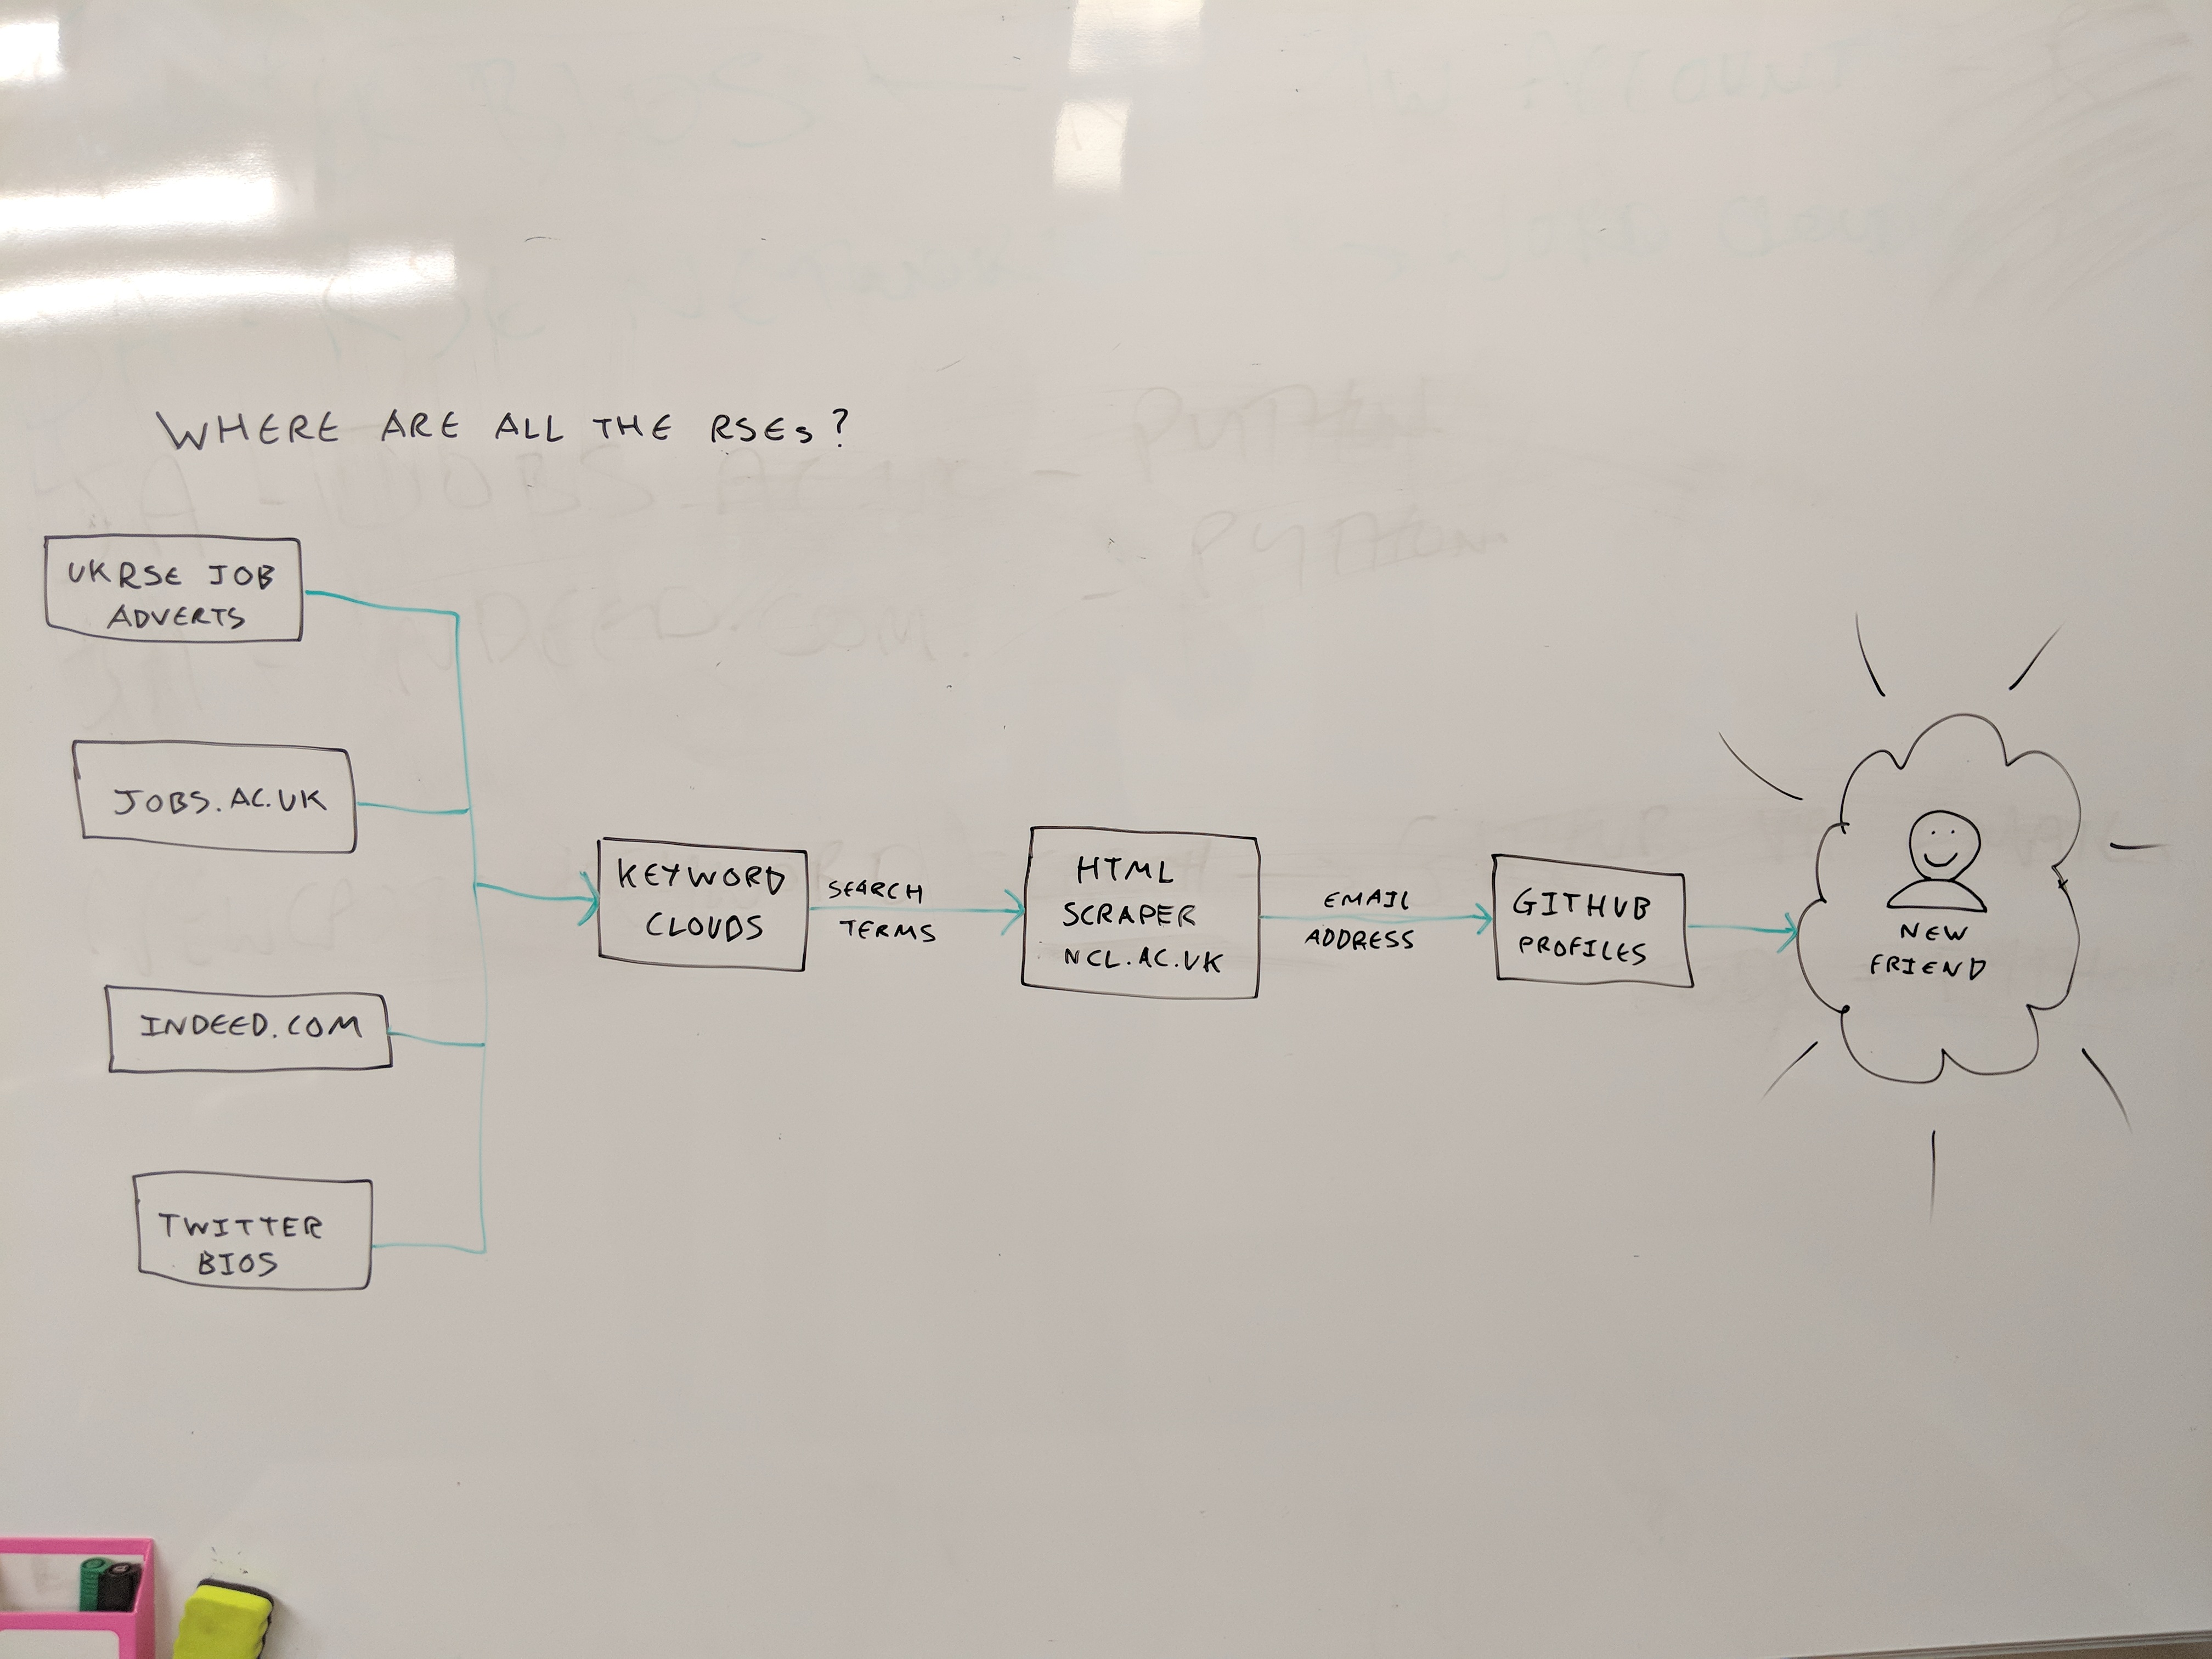 WHERE ARE ALL THE RSEs?
UKRSE JOB
ADVERTS
JOBS.AC.UK
INDEED.COM
TWITTER
BIOS
KEYWORD
CLOUDS
SEARCH
TERMS
HTML
SCRAPER
NCL.AC.UK
EMAIL
ADDRESS
GITHUB
PROFILES
NEW
FRIEND